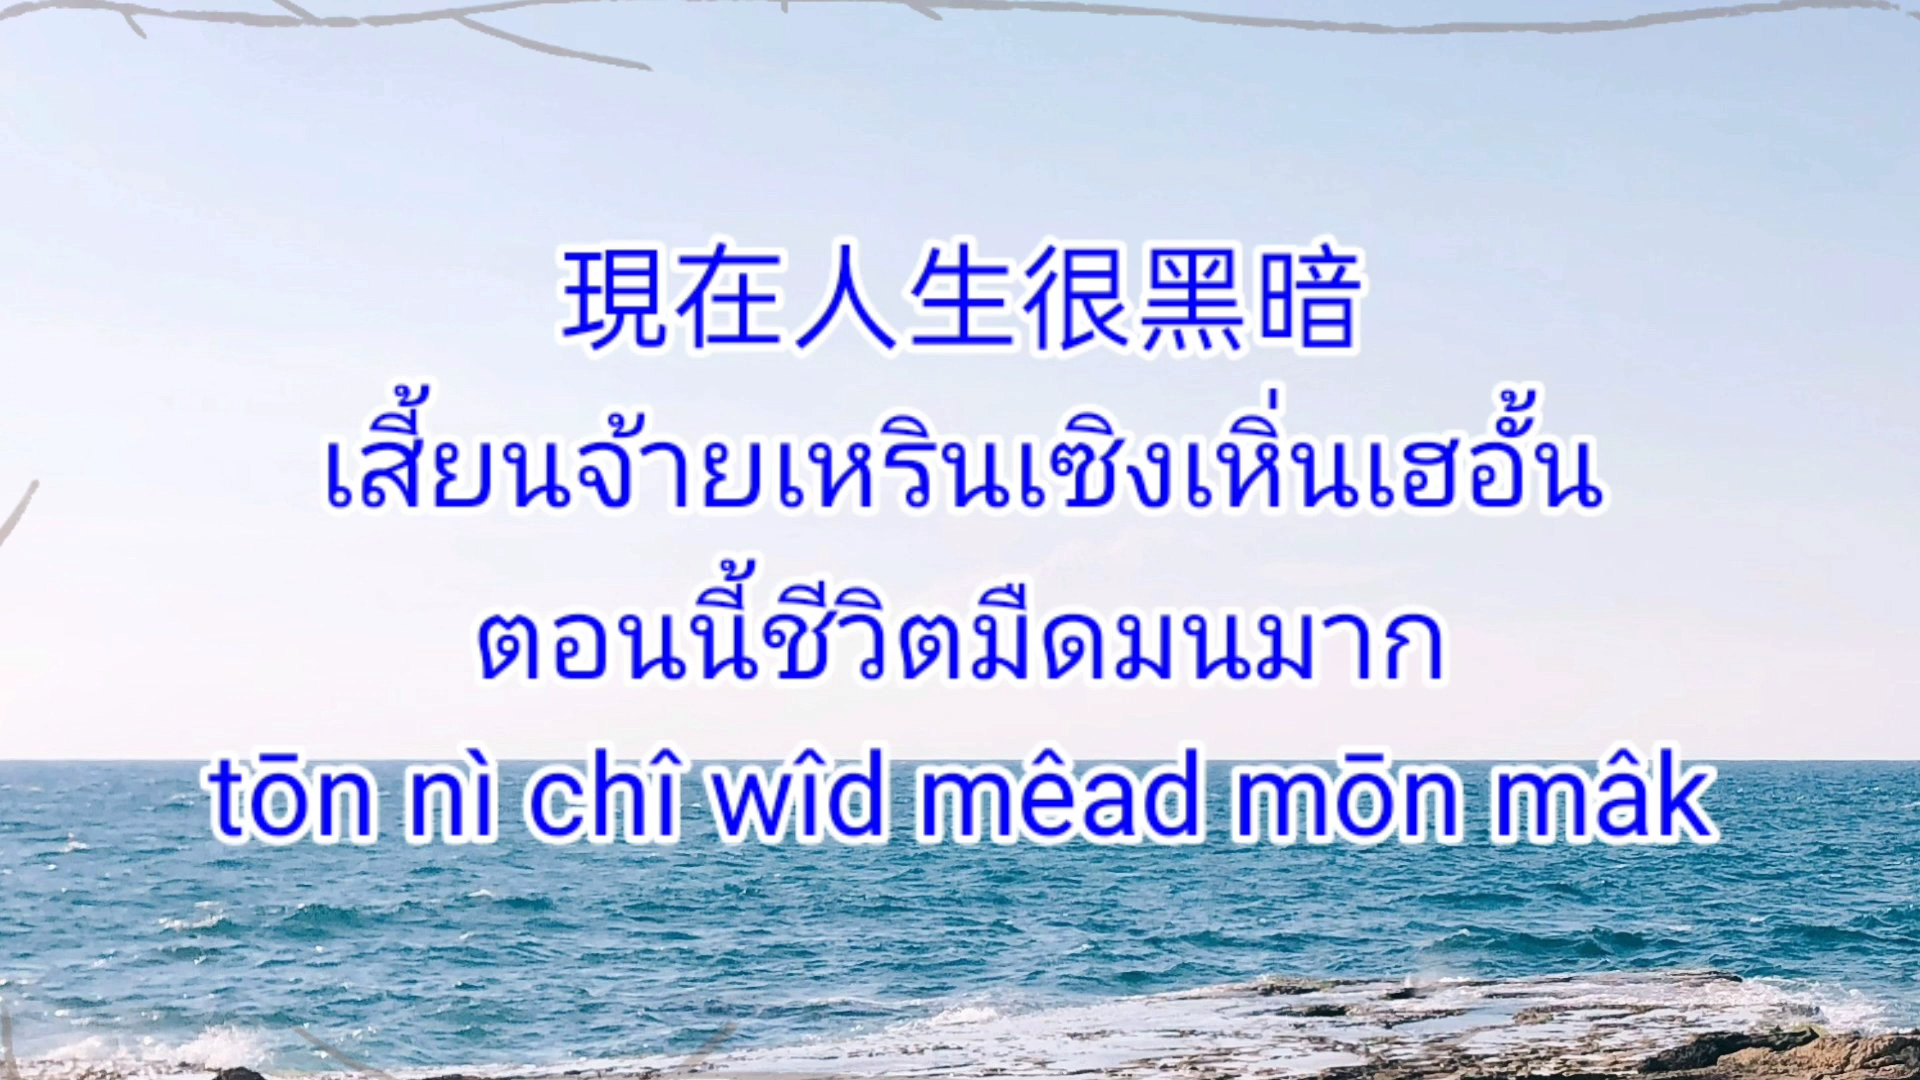 現在人生很黑暗
เสี้ยนจ้ายเหรินเซิงเหิ่นเฮอั้น
ตอนนี้ชีวิตมืดมนมาก
tōn nì chî wîd mêad mōn mâk